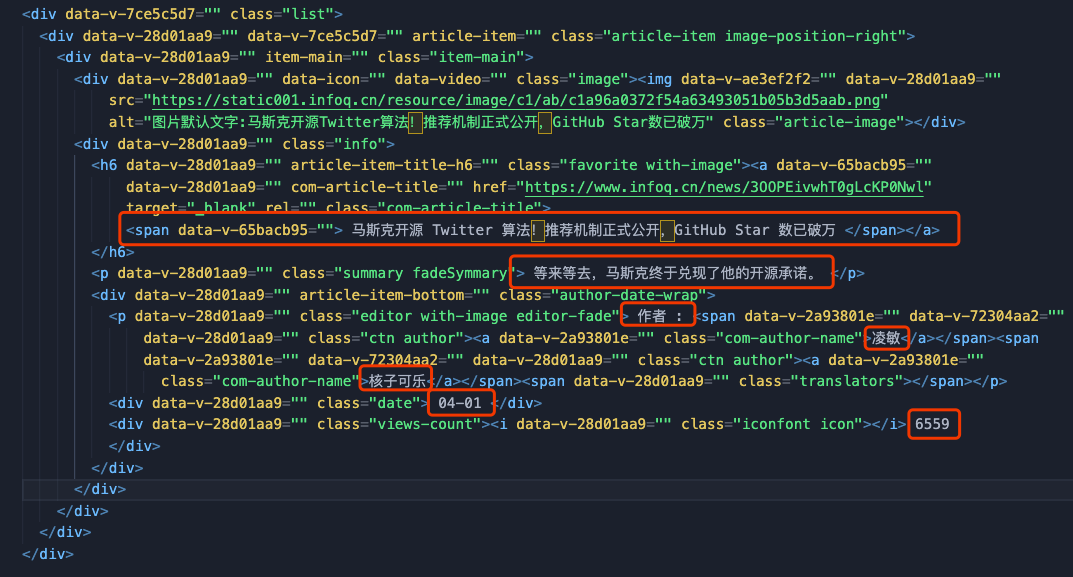 <div data-v-7ce5c5d7="" class="list">
<div data-v-28d01aa9="" data-v-7ce5c5d7="" article-item="" class="article-item image-position-right">
<div data-v-28d01aa9="" item-main="" class="item-main">
<div data-v-28d01aa9="" data-icon="" data-video="" class="image"><img data-v-ae3ef2f2="" data-v-28d01aa9=""
src="https://static001.infoq.cn/resource/image/c1/ab/c1a96a0372f54a63493051b05b3d5aab.png"
alt="图片默认文字:马斯克开源Twitter算法！推荐机制正式公开，GitHub Star数已破万" class="article-image"></div>
<div data-v-28d01aa9="" class="info">
<h6 data-v-28d01aa9="" article-item-title-h6="" class="favorite with-image"><a data-v-65bacb95=""
data-v-28d01aa9="" com-article-title="" href="https://www.infoq.cn/news/3OOPEivwhT0gLcKP0Nwl"
target="_blank" rel="" class="com-article-title">
<span data-v-65bacb95=""> 马斯克开源 Twitter 算法！推荐机制正式公开，GitHub Star 数已破万 </span></a>
</h6>
<p data-v-28d01aa9="" class="summary fadeSummary"> 等来等去，马斯克终于兑现了他的开源承诺。 </p>
<div data-v-28d01aa9="" article-item-bottom="" class="author-date-wrap">
<p data-v-28d01aa9="" class="editor with-image editor-fade"> 作者 : <span data-v-2a93801e="" data-v-72304aa2=""
data-v-28d01aa9="" class="ctn author"><a data-v-2a93801e="" class="com-author-name">凌敏</a></span><span
data-v-2a93801e="" data-v-72304aa2="" data-v-28d01aa9="" class="ctn author"><a data-v-2a93801e=""
class="com-author-name">核子可乐</a></span><span data-v-28d01aa9="" class="translators"></span></p>
<div data-v-28d01aa9="" class="date"> 04-01 </div>
<div data-v-28d01aa9="" class="views-count"><i data-v-28d01aa9="" class="iconfont icon"></i> 6559
</div>
</div>
</div>
</div>
</div>
</div>